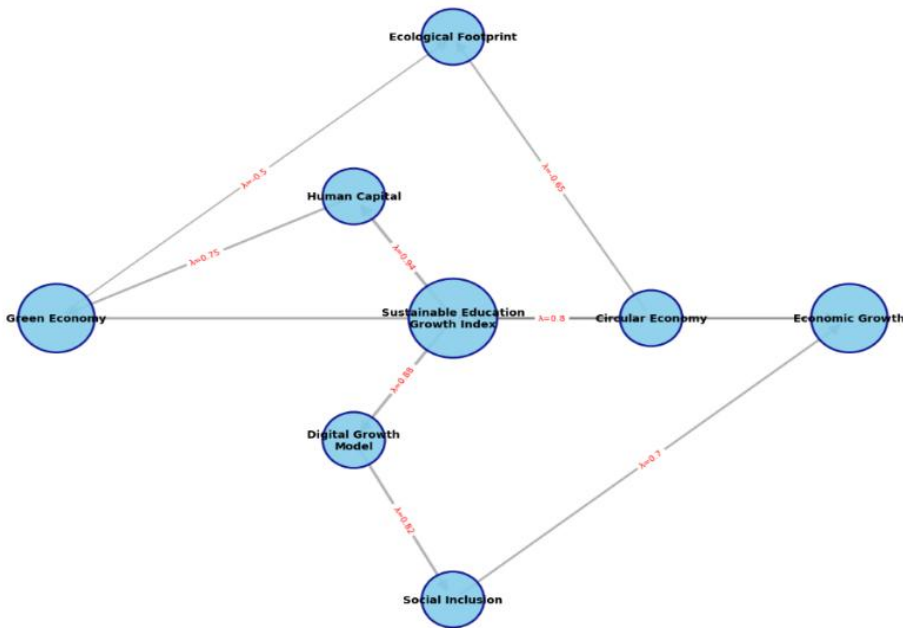 Ecological Footprint
λ=-0.5
λ=-0.65
Human Capital
λ=0.75
λ=0.94
Green Economy
Sustainable Education
Growth Index
λ=0.8
Circular Economy
Economic Growth
λ=0.88
Digital Growth
Model
λ=0.7
λ=0.82
Social Inclusion